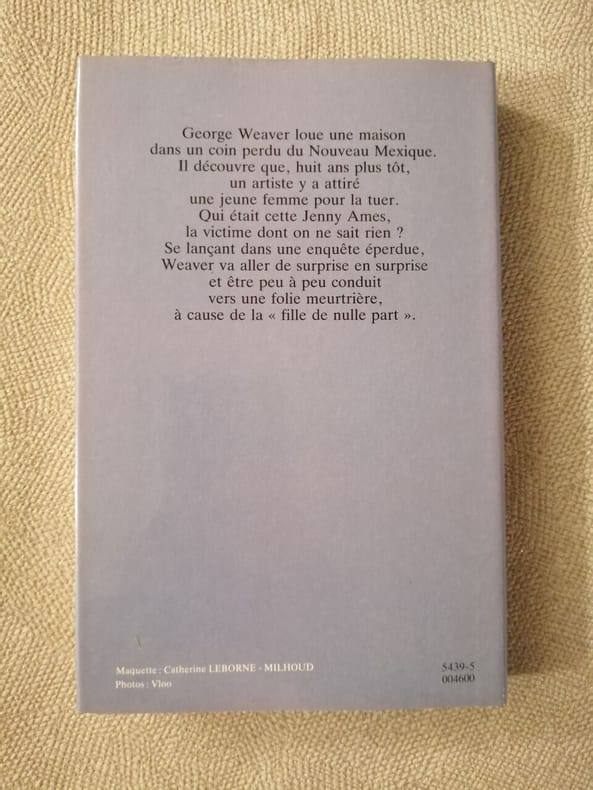 George Weaver loue une maison
dans un coin perdu du Nouveau Mexique.
Il découvre que, huit ans plus tôt,
un artiste y a attiré
une jeune femme pour la tuer.
Qui était cette Jenny Ames,
la victime dont on ne sait rien ?
Se lançant dans une enquête éperdue,
Weaver va aller de surprise en surprise
et être peu à peu conduit
vers une folie meurtrière,
à cause de la « fille de nulle part ».
Maquette : Catherine LEBORNE - MILHOUD
Photos : Vloo
5439-5
004600